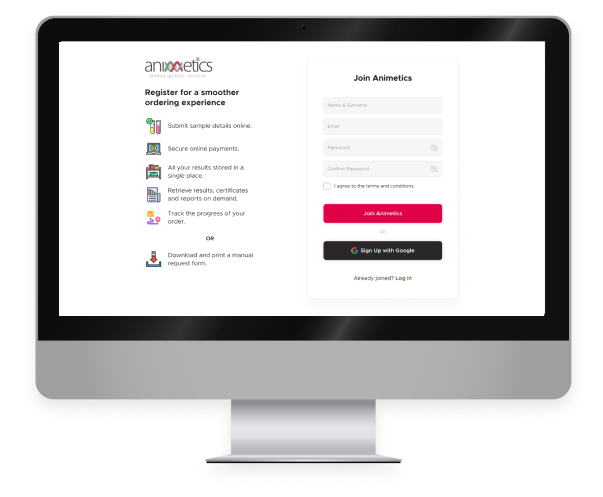 animetics
animal genetic services
Register for a smoother
ordering experience
Submit sample details online.
Secure online payments.
All your results stored in a
single place.
Retrieve results, certificates
and reports on demand.
Track the progress of your
order.
OR
Download and print a manual
request form.
Join Animetics
Name & Surname
Email
Password
Confirm Password
I agree to the terms and conditions
Join Animetics
Or
Sign Up with Google
Already joined? Log in